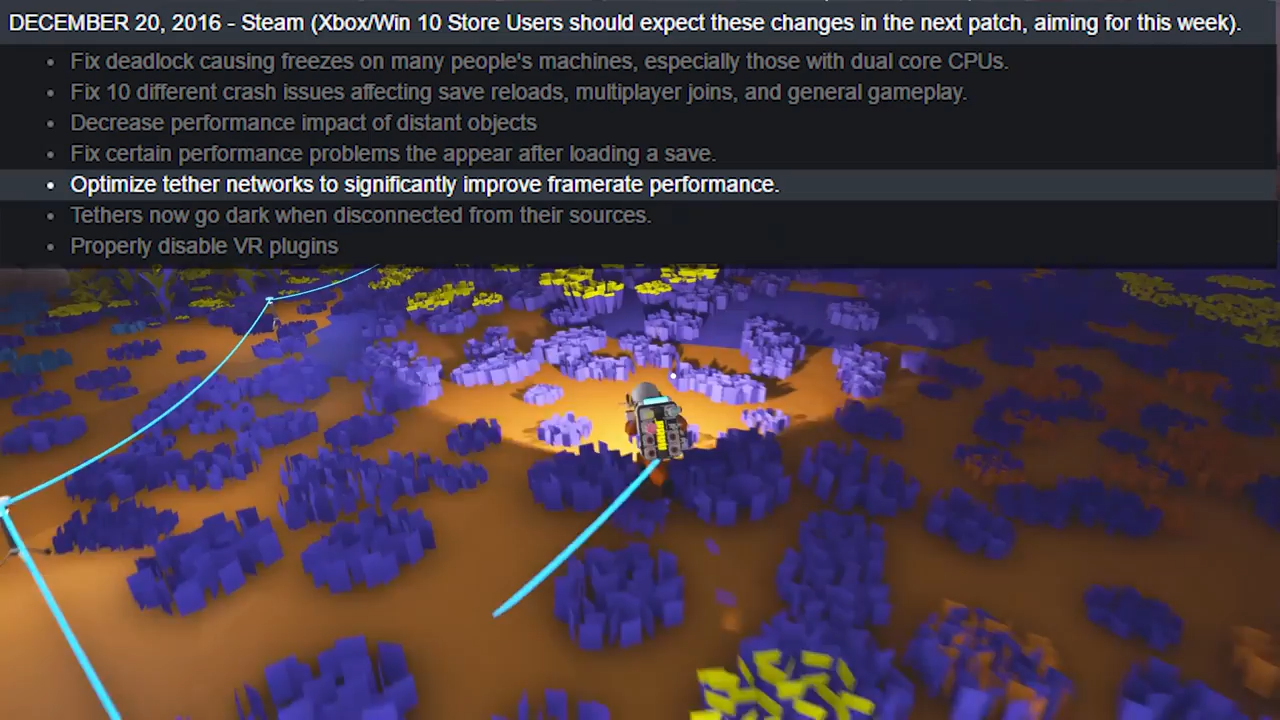 DECEMBER 20, 2016 - Steam (Xbox/Win 10 Store Users should expect these changes in the next patch, aiming for this week).
• Fix deadlock causing freezes on many people's machines, especially those with dual core CPUs.
• Fix 10 different crash issues affecting save reloads, multiplayer joins, and general gameplay.
• Decrease performance impact of distant objects
• Fix certain performance problems the appear after loading a save.
• Optimize tether networks to significantly improve framerate performance.
• Tethers now go dark when disconnected from their sources.
• Properly disable VR plugins